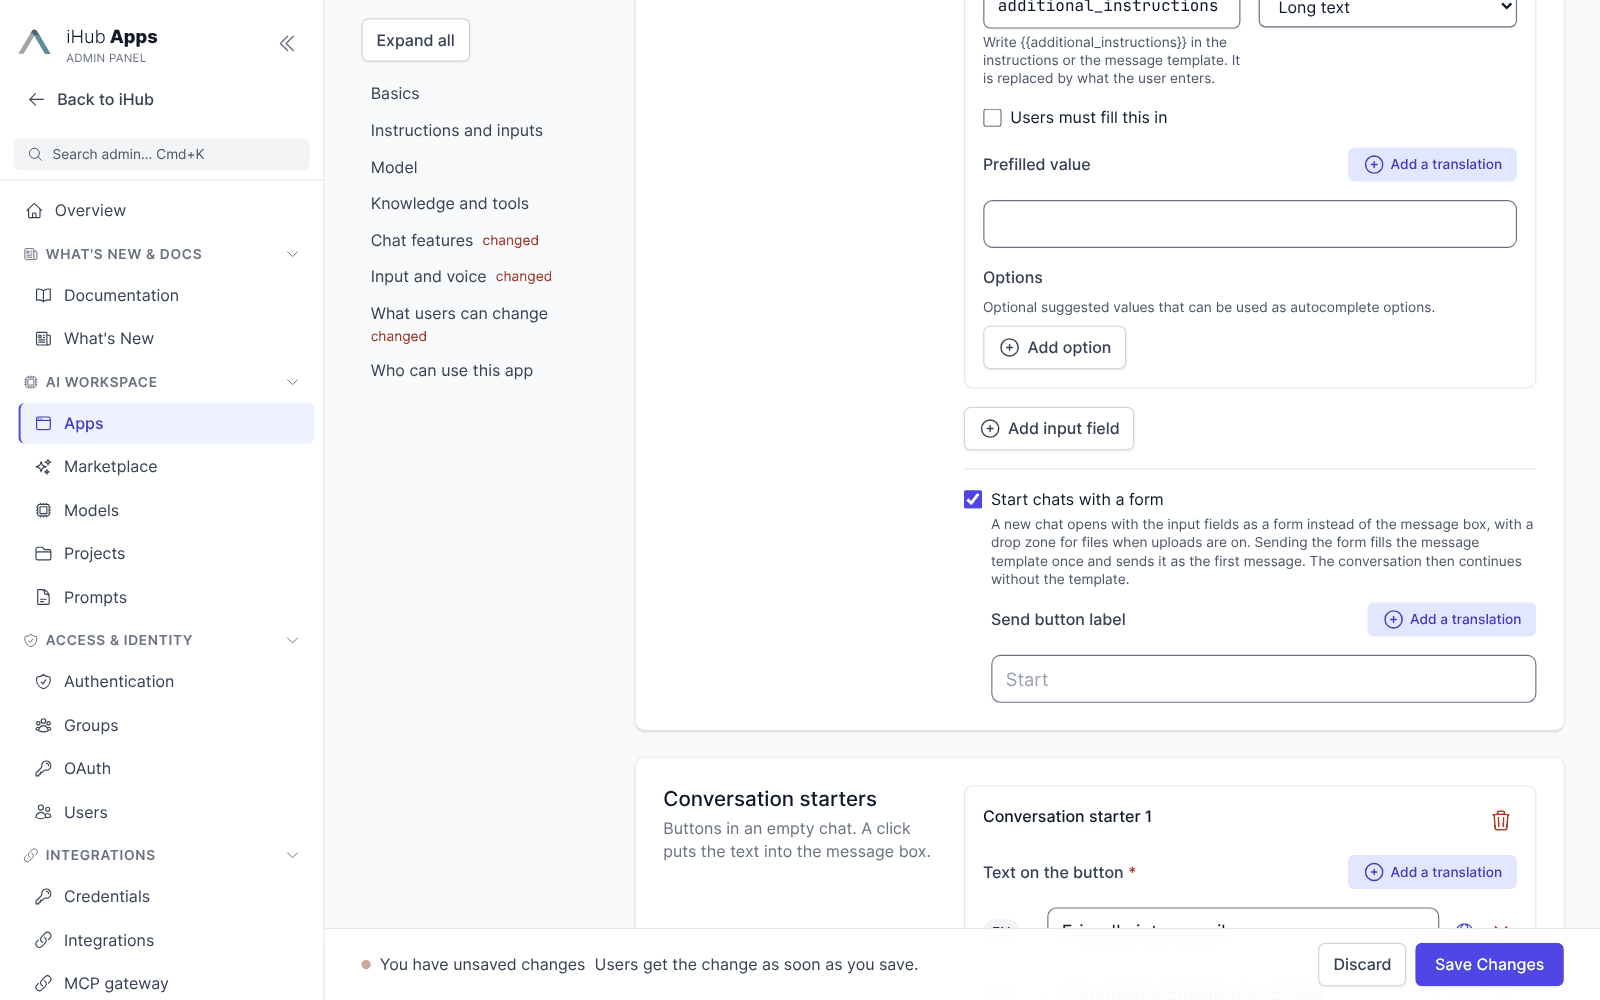 iHub Apps
ADMIN PANEL
Back to iHub
Search admin... Cmd+K
Overview
WHAT'S NEW & DOCS
Documentation
What's New
AI WORKSPACE
Apps
Marketplace
Models
Projects
Prompts
ACCESS & IDENTITY
Authentication
Groups
OAuth
Users
INTEGRATIONS
Credentials
Integrations
MCP gateway
Expand all
Basics
Instructions and inputs
Model
Knowledge and tools
Chat features changed
Input and voice changed
What users can change
changed
Who can use this app
additional_instructions
Long text
Write {{additional_instructions}} in the
instructions or the message template. It
is replaced by what the user enters.
Users must fill this in
Prefilled value
Add a translation
Options
Optional suggested values that can be used as autocomplete options.
Add option
Add input field
Start chats with a form
A new chat opens with the input fields as a form instead of the message box, with a
drop zone for files when uploads are on. Sending the form fills the message
template once and sends it as the first message. The conversation then continues
without the template.
Send button label
Add a translation
Start
Conversation starters
Buttons in an empty chat. A click
puts the text into the message box.
Conversation starter 1
Text on the button *
Add a translation
You have unsaved changes Users get the change as soon as you save.
Discard
Save Changes